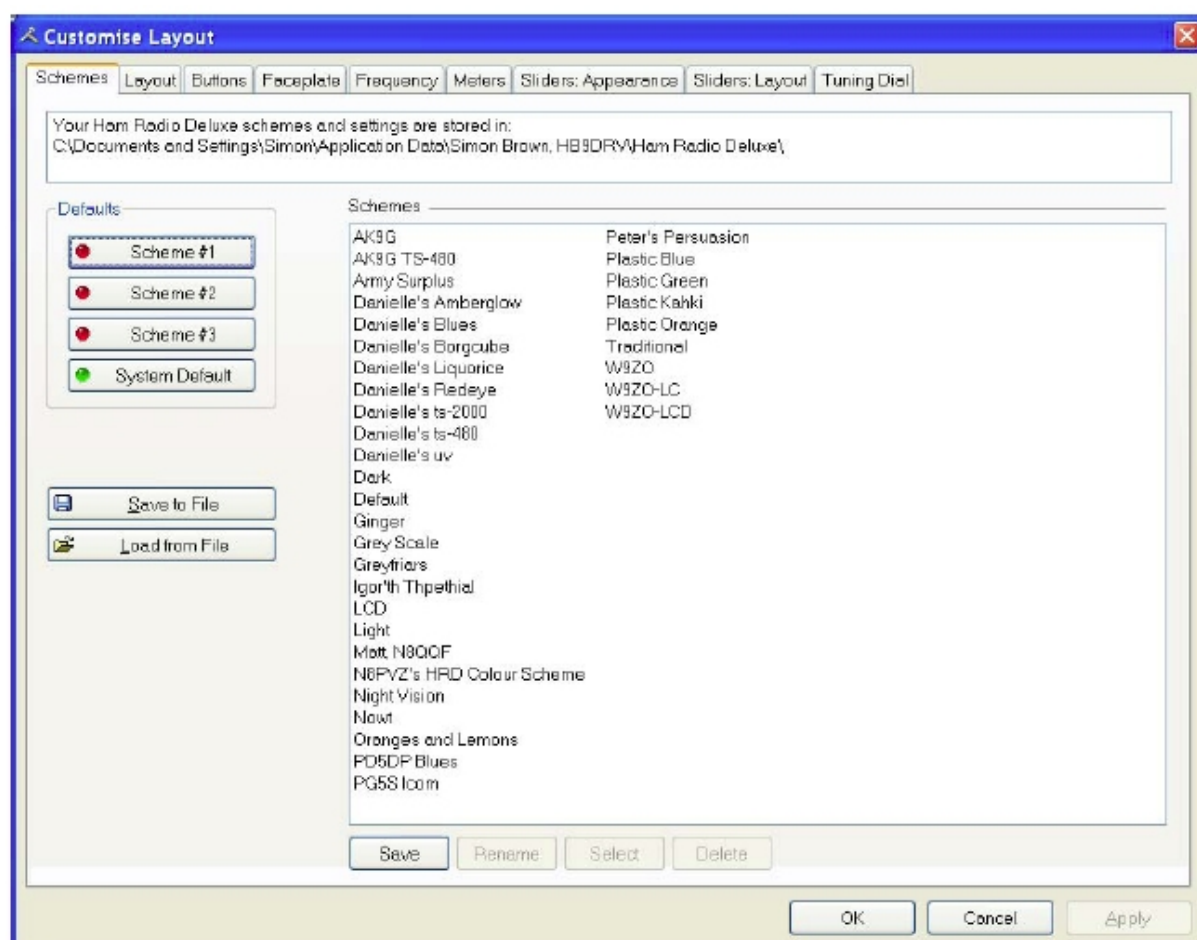 Customise Layout
Schemes Layout Buttons Faceplate Frequency Meters Sliders: Appearance Sliders: Layout Tuning Dial
Your Ham Radio Deluxe schemes and settings are stored in:
C:\Documents and Settings\Simon\Application Data\Simon Brown, HB9DRV\Ham Radio Deluxe\
Defaults
Scheme #1
Scheme #2
Scheme #3
System Default
Save to File
Load from File
Schemes
AK9G
AK9G TS-480
Army Surplus
Danielle's Amberglow
Danielle's Blues
Danielle's Borgcube
Danielle's Liquorice
Danielle's Redeye
Danielle's ts-2000
Danielle's ts-480
Danielle's uv
Dark
Default
Ginger
Grey Scale
Greyfriars
Igor'th Thpethial
LCD
Light
Matt, N8QQF
N8PVZ's HRD Colour Scheme
Night Vision
Nowt
Oranges and Lemons
PD5DP Blues
PG5S Icom
Peter's Persuasion
Plastic Blue
Plastic Green
Plastic Kahki
Plastic Orange
Traditional
W9ZO
W9ZO-LC
W9ZO-LCD
Save Rename Select Delete
OK Cancel Apply